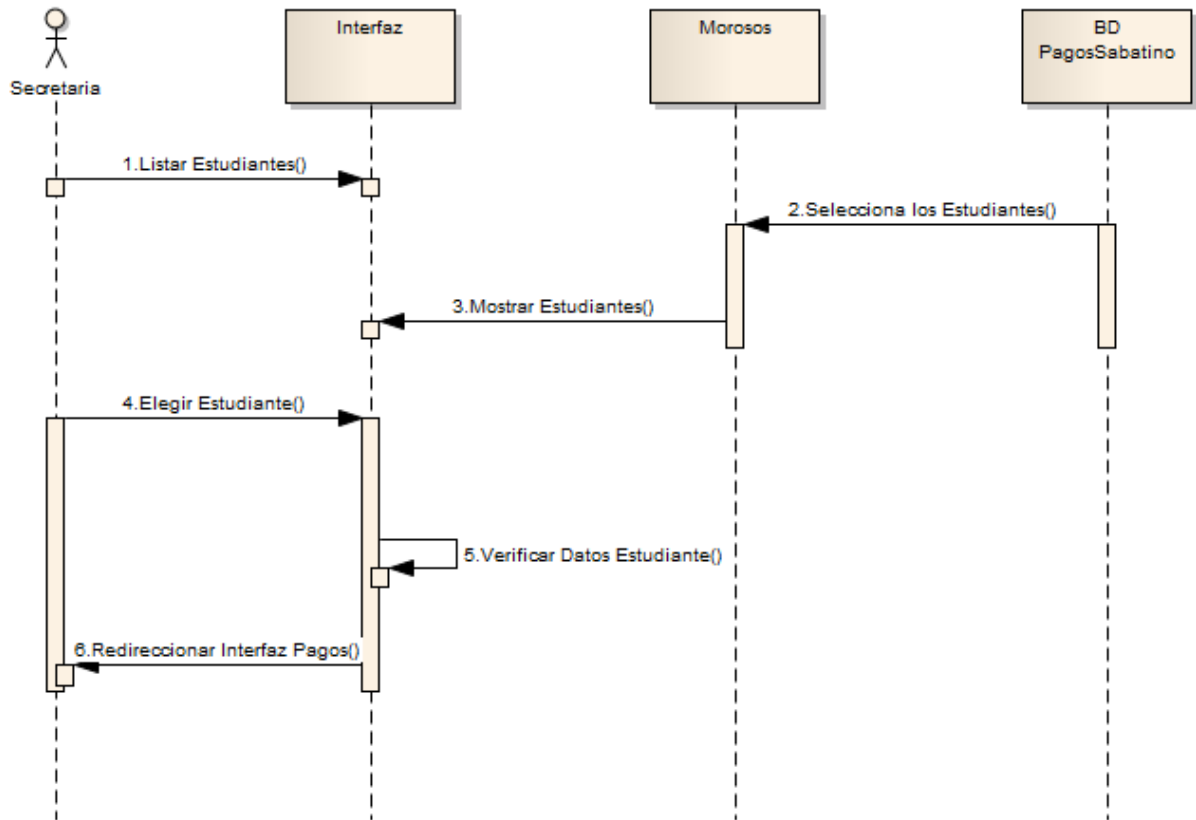 Interfaz
Morosos
BD
PagosSabatino
Secretaria
1.Listar Estudiantes()
2.Selecciona los Estudiantes()
3.Mostrar Estudiantes()
4.Elegir Estudiante()
5.Verificar Datos Estudiante()
6.Redireccionar Interfaz Pagos()